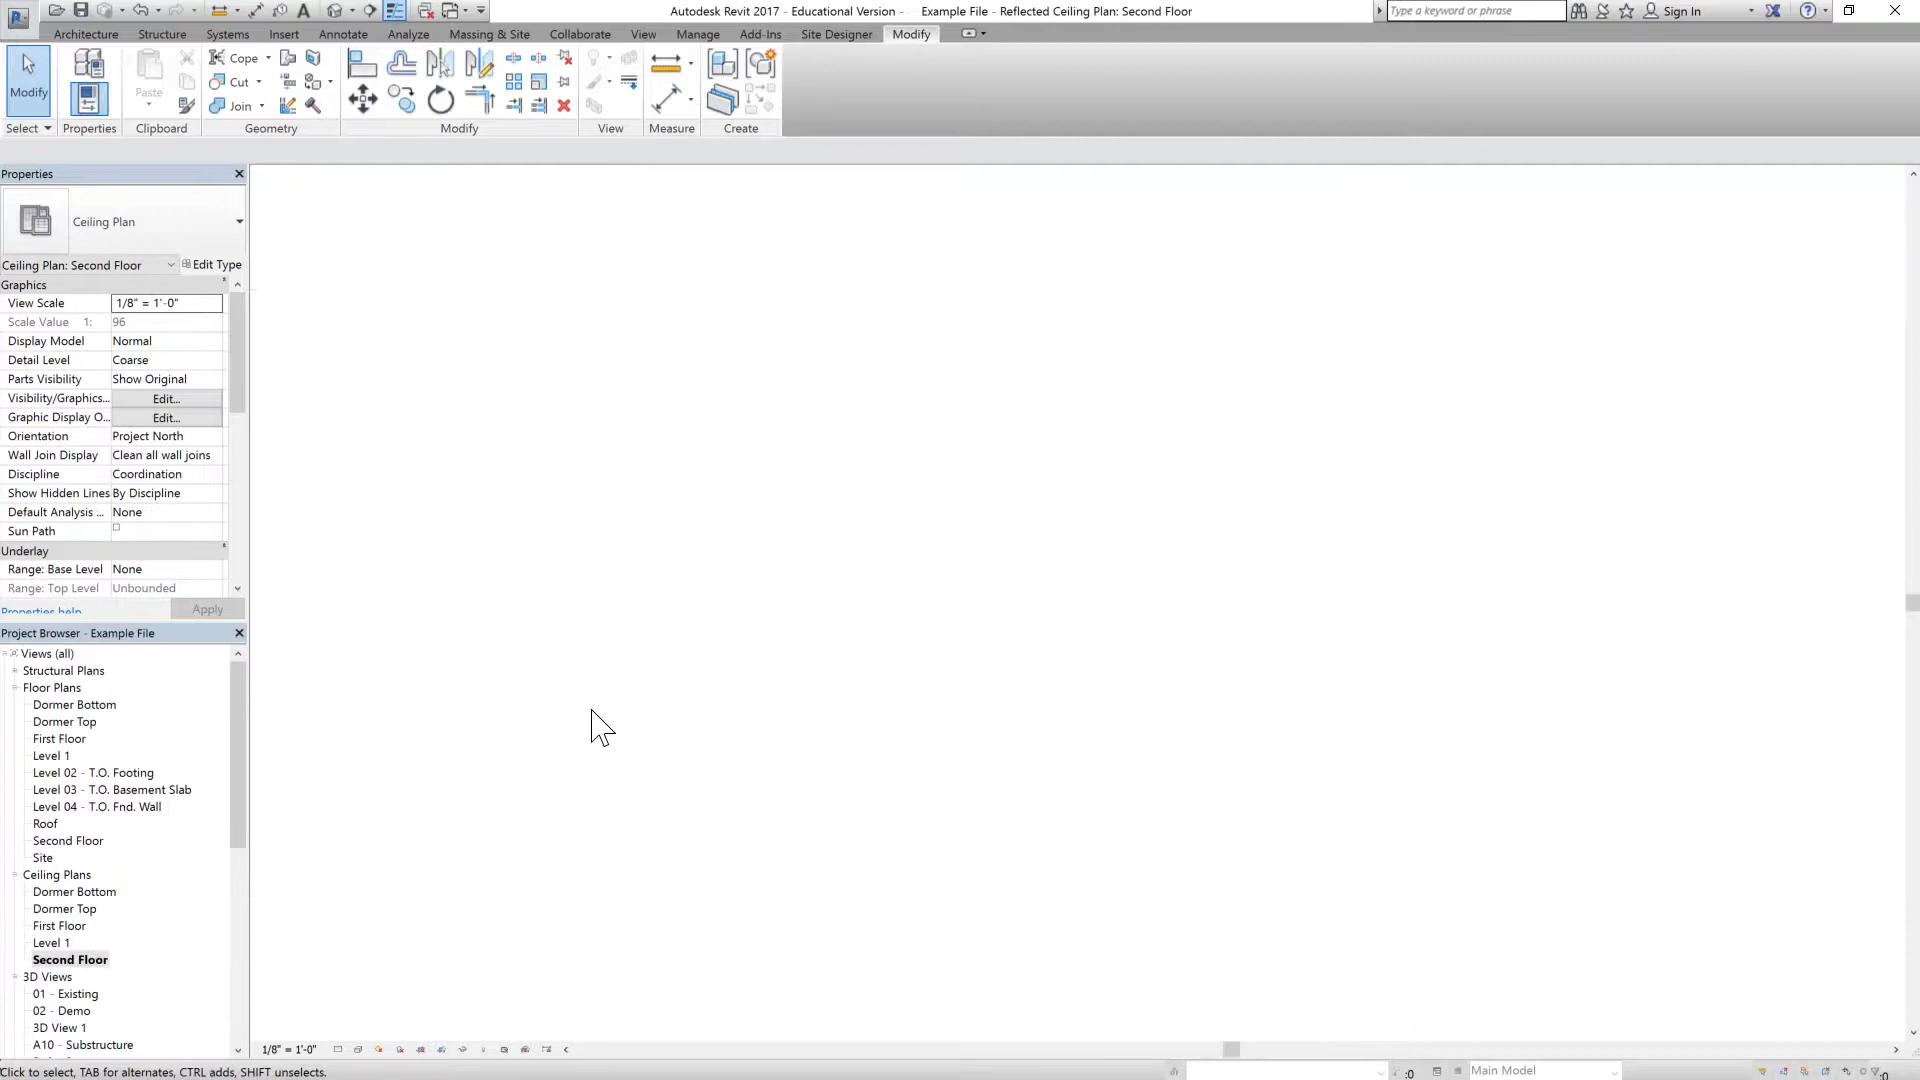 Autodesk Revit 2017 - Educational Version - Example File - Reflected Ceiling Plan: Second Floor
Type a keyword or phrase
Sign In
Architecture Structure Systems Insert Annotate Analyze Massing & Site Collaborate View Manage Add-Ins Site Designer Modify
Modify
Paste
Cope
Cut
Join
Select Properties Clipboard Geometry Modify View Measure Create
Properties
Ceiling Plan
Ceiling Plan: Second Floor Edit Type
Graphics
View Scale 1/8" = 1'-0"
Scale Value 1: 96
Display Model Normal
Detail Level Coarse
Parts Visibility Show Original
Visibility/Graphics... Edit...
Graphic Display O... Edit...
Orientation Project North
Wall Join Display Clean all wall joins
Discipline Coordination
Show Hidden Lines By Discipline
Default Analysis ... None
Sun Path
Underlay
Range: Base Level None
Range: Top Level Unbounded
Properties help Apply
Project Browser - Example File
Views (all)
Structural Plans
Floor Plans
Dormer Bottom
Dormer Top
First Floor
Level 1
Level 02 - T.O. Footing
Level 03 - T.O. Basement Slab
Level 04 - T.O. Fnd. Wall
Roof
Second Floor
Site
Ceiling Plans
Dormer Bottom
Dormer Top
First Floor
Level 1
Second Floor
3D Views
01 - Existing
02 - Demo
3D View 1
A10 - Substructure
1/8" = 1'-0"
Click to select, TAB for alternates, CTRL adds, SHIFT unselects.
:0
Main Model
:0